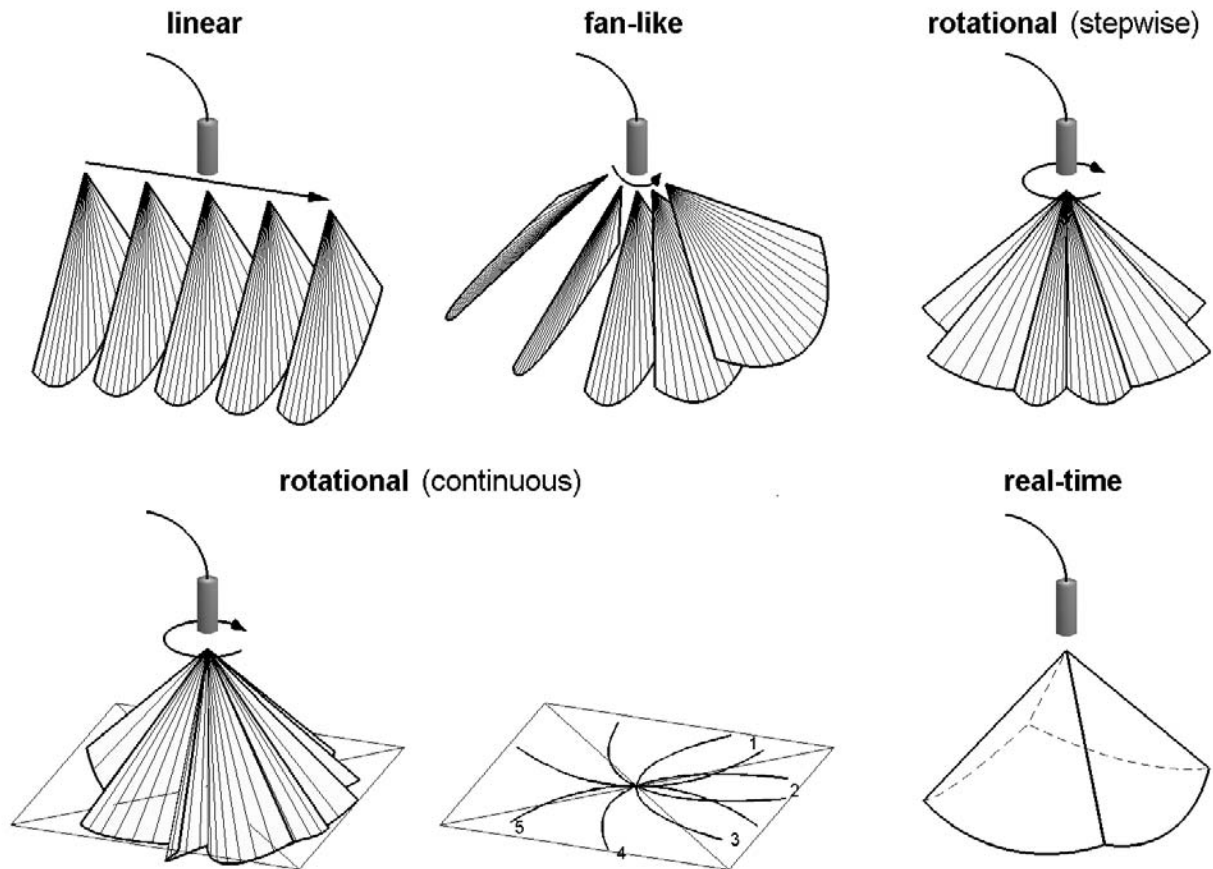 linear
fan-like
rotational (stepwise)
rotational (continuous)
real-time
1
2
3
4
5